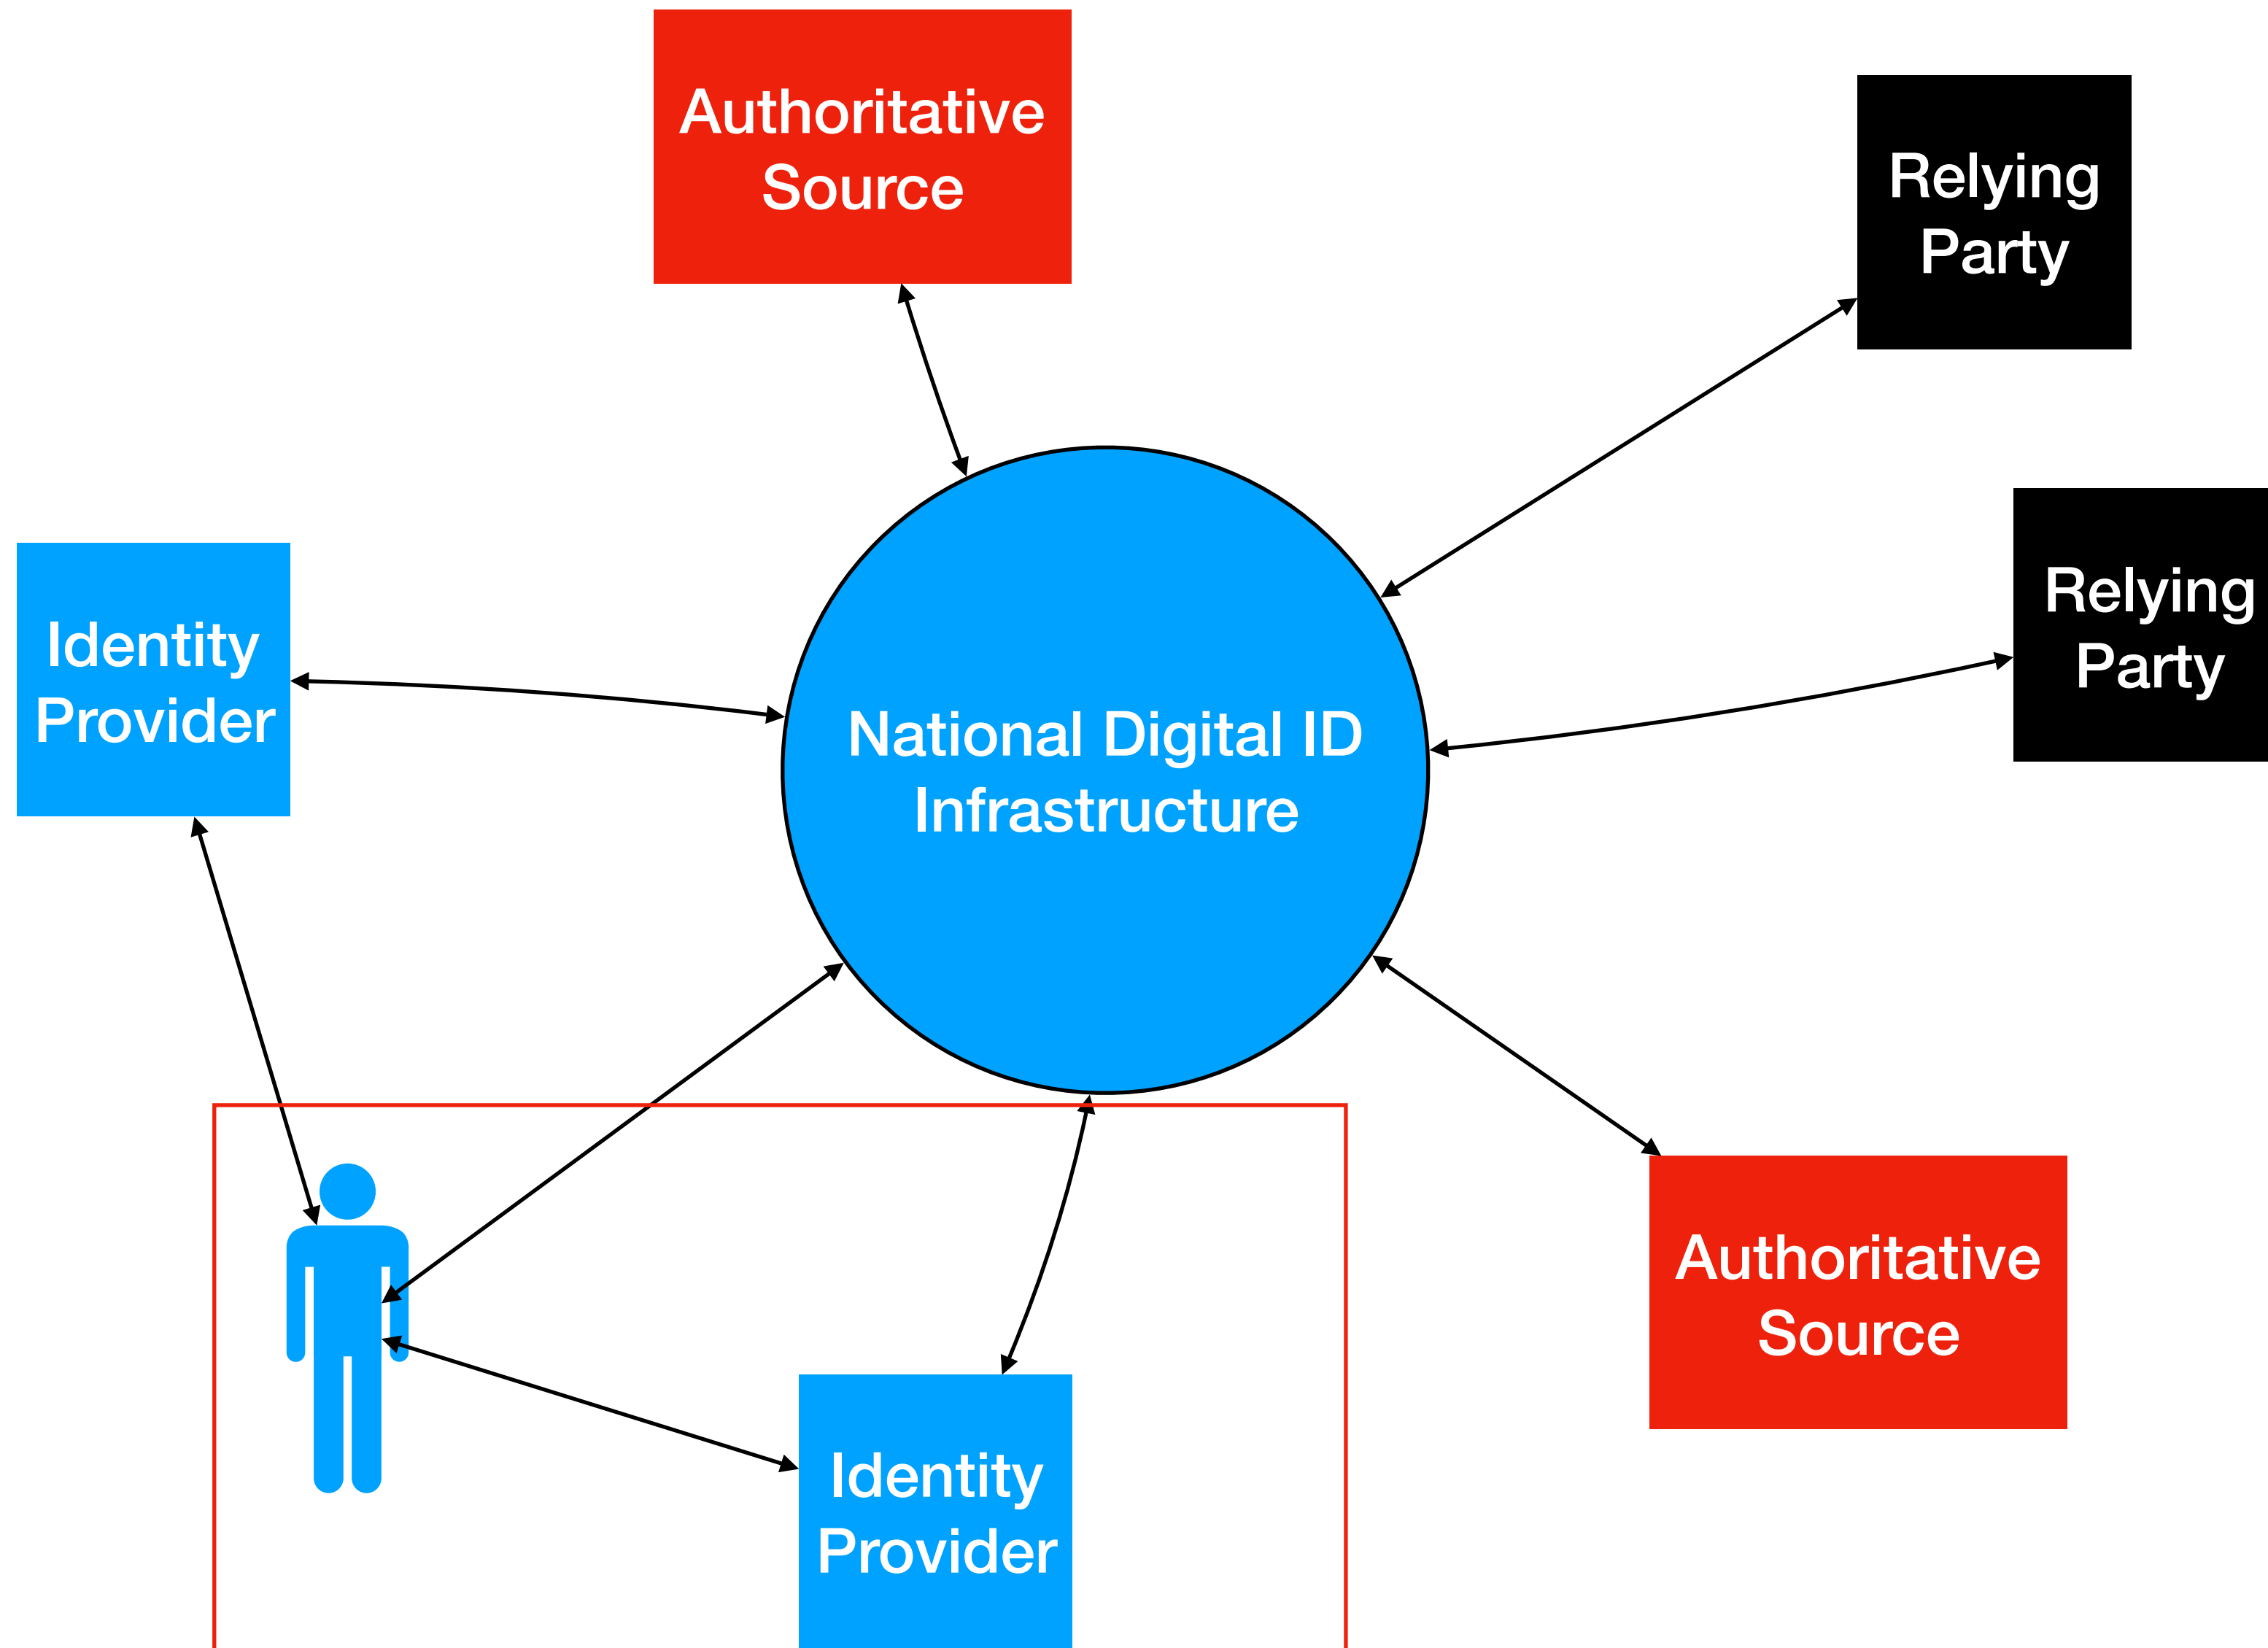 Authoritative
Source
Relying
Party
Relying
Party
Identity
Provider
National Digital ID
Infrastructure
Authoritative
Source
Identity
Provider